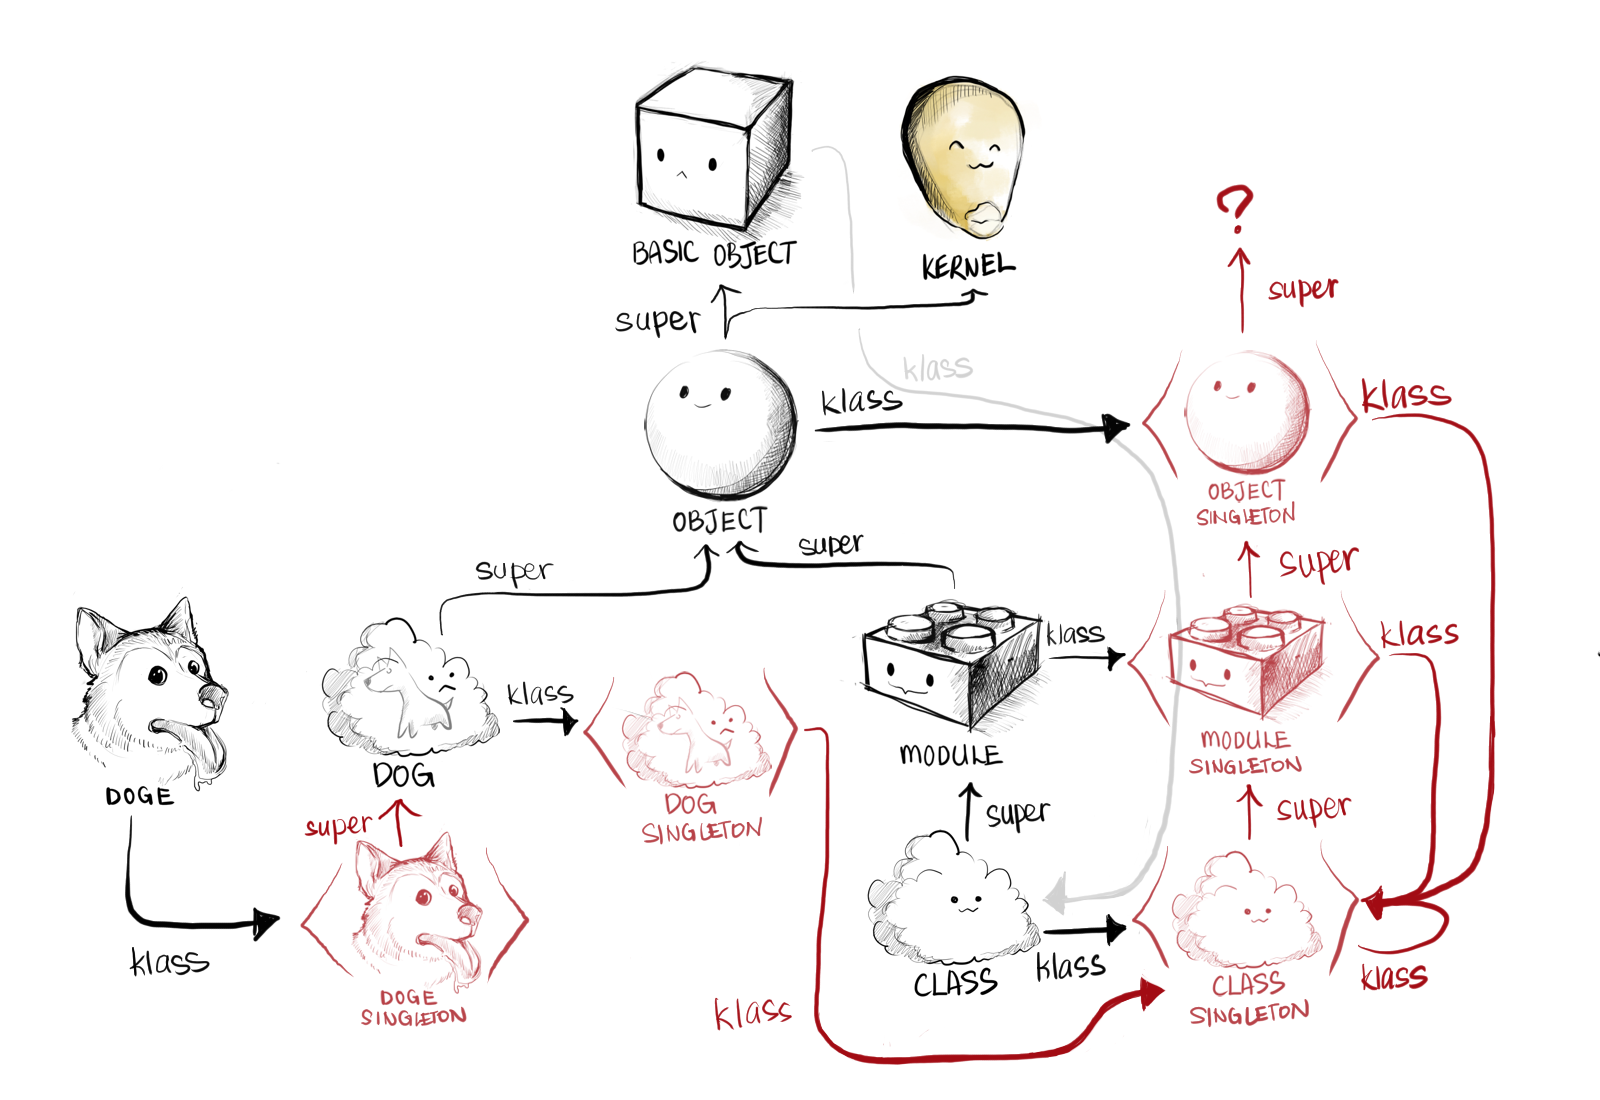 ?
BASIC OBJECT
KERNEL
super
super
klass
klass
klass
OBJECT
SINGLETON
OBJECT
super
super
super
klass
klass
klass
MODULE
MODULE
SINGLETON
DOGE
DOG
DOG
SINGLETON
super
super
super
klass
klass
klass
klass
CLASS
CLASS
SINGLETON
DOGE
SINGLETON
klass